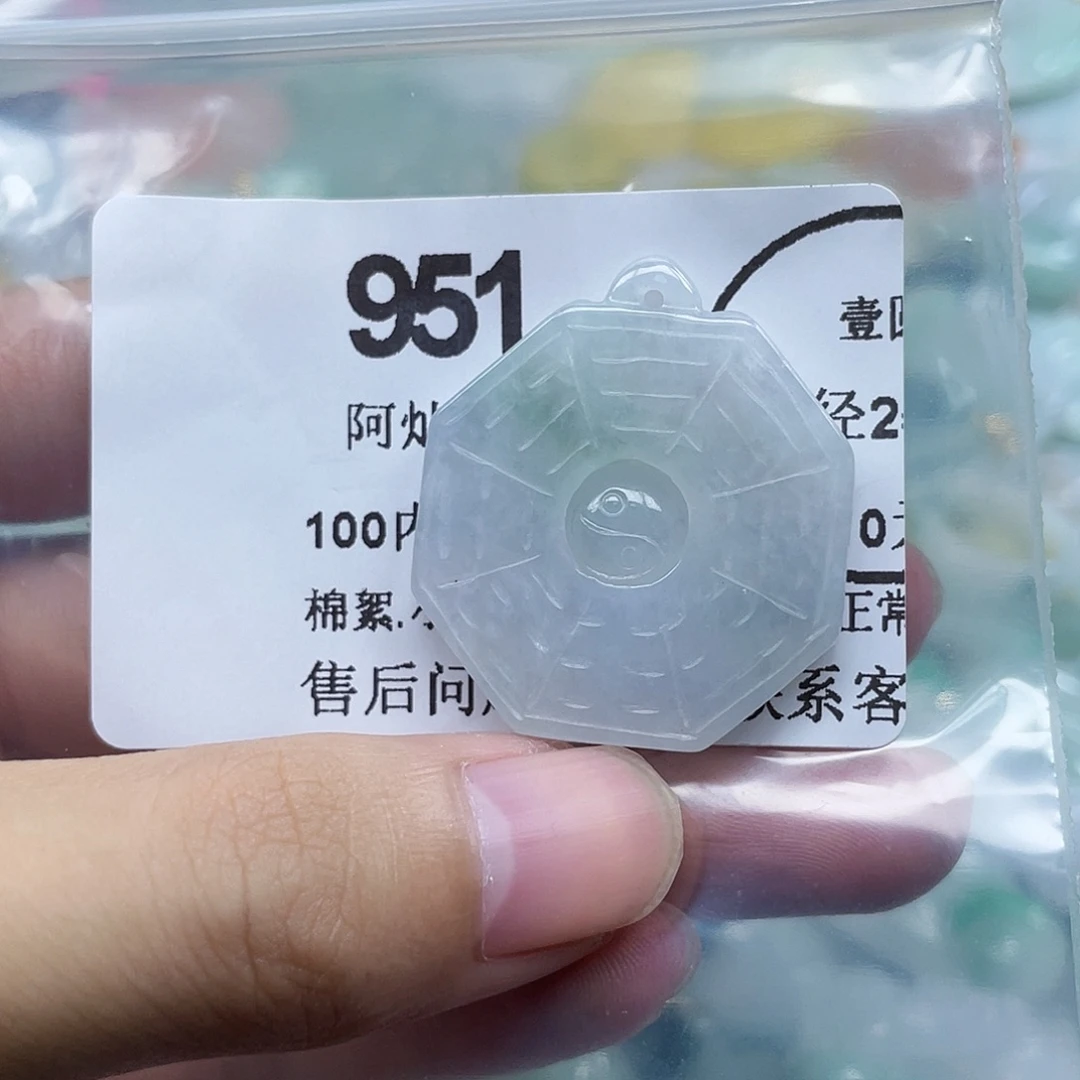 951
壹
阿 经2
100内 0
棉絮. 正常
售后问 系客